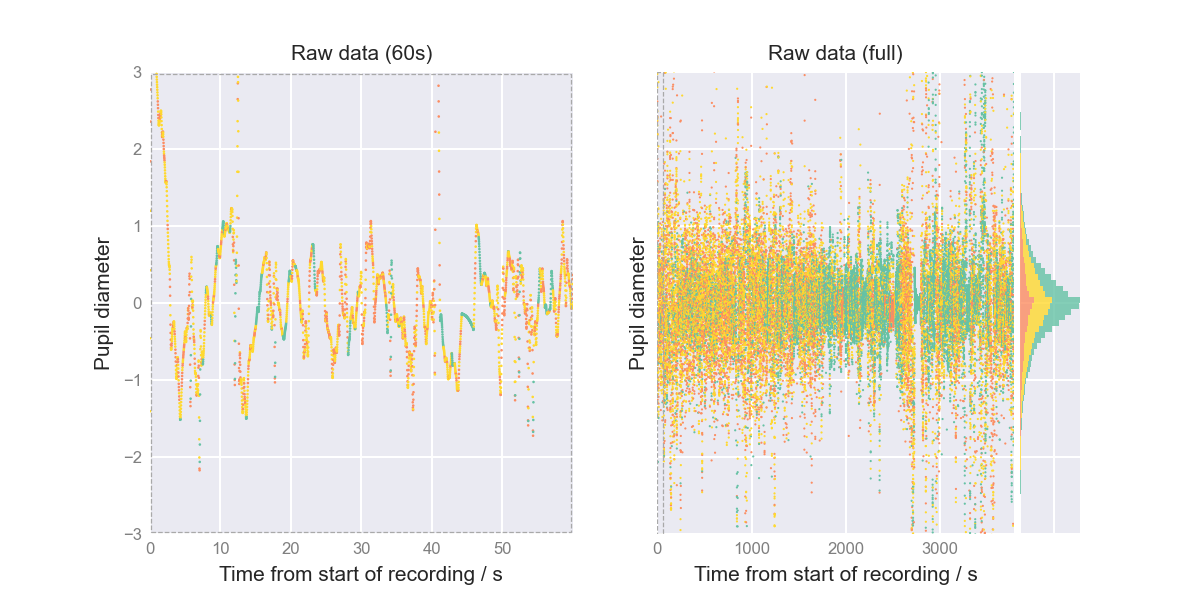 Raw data (60s)
Raw data (full)
Pupil diameter
3
2
1
0
−1
−2
−3
0 10 20 30 40 50
Time from start of recording / s
Pupil diameter
0 1000 2000 3000
Time from start of recording / s